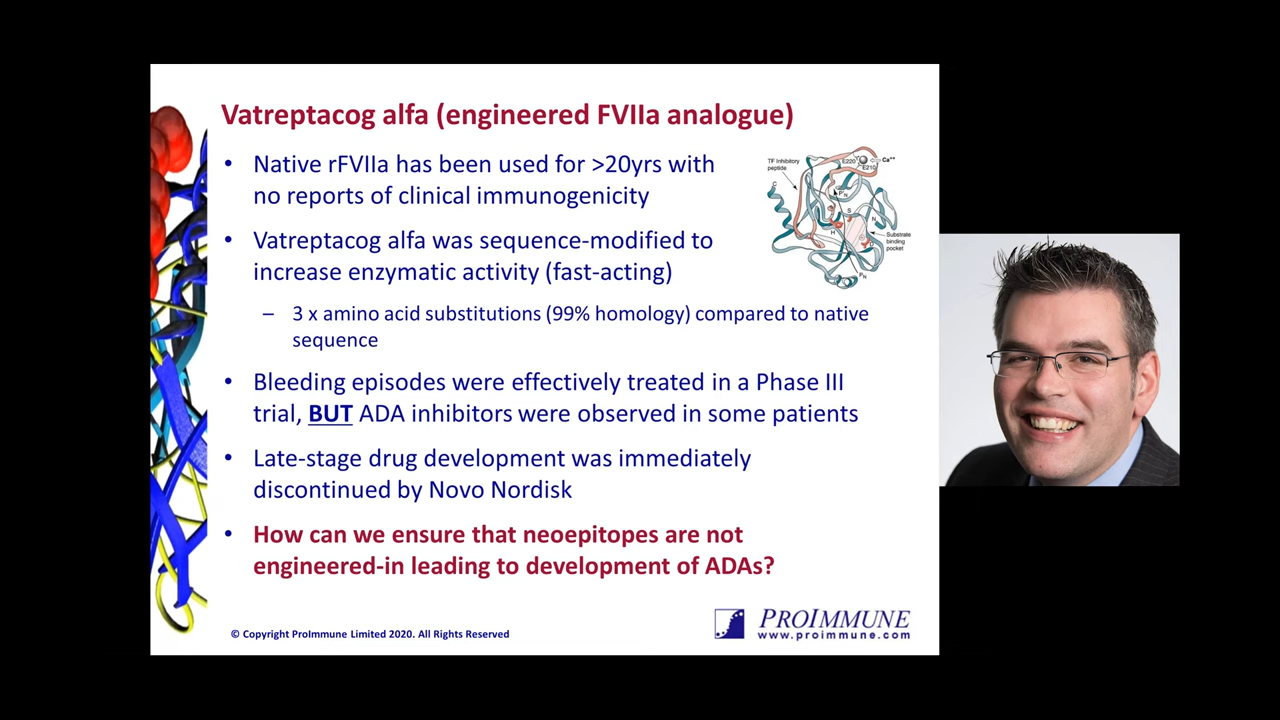 Vatreptacog alfa (engineered FVIIa analogue)
• Native rFVIIa has been used for >20yrs with
no reports of clinical immunogenicity
• Vatreptacog alfa was sequence-modified to
increase enzymatic activity (fast-acting)
– 3 x amino acid substitutions (99% homology) compared to native
sequence
• Bleeding episodes were effectively treated in a Phase III
trial, BUT ADA inhibitors were observed in some patients
• Late-stage drug development was immediately
discontinued by Novo Nordisk
• How can we ensure that neoepitopes are not
engineered-in leading to development of ADAs?
TF Inhibitory
peptide
E220
Ca++
E210
C
S
N
H
Substrate
binding
pocket
© Copyright ProImmune Limited 2020. All Rights Reserved
PROIMMUNE
www.proimmune.com